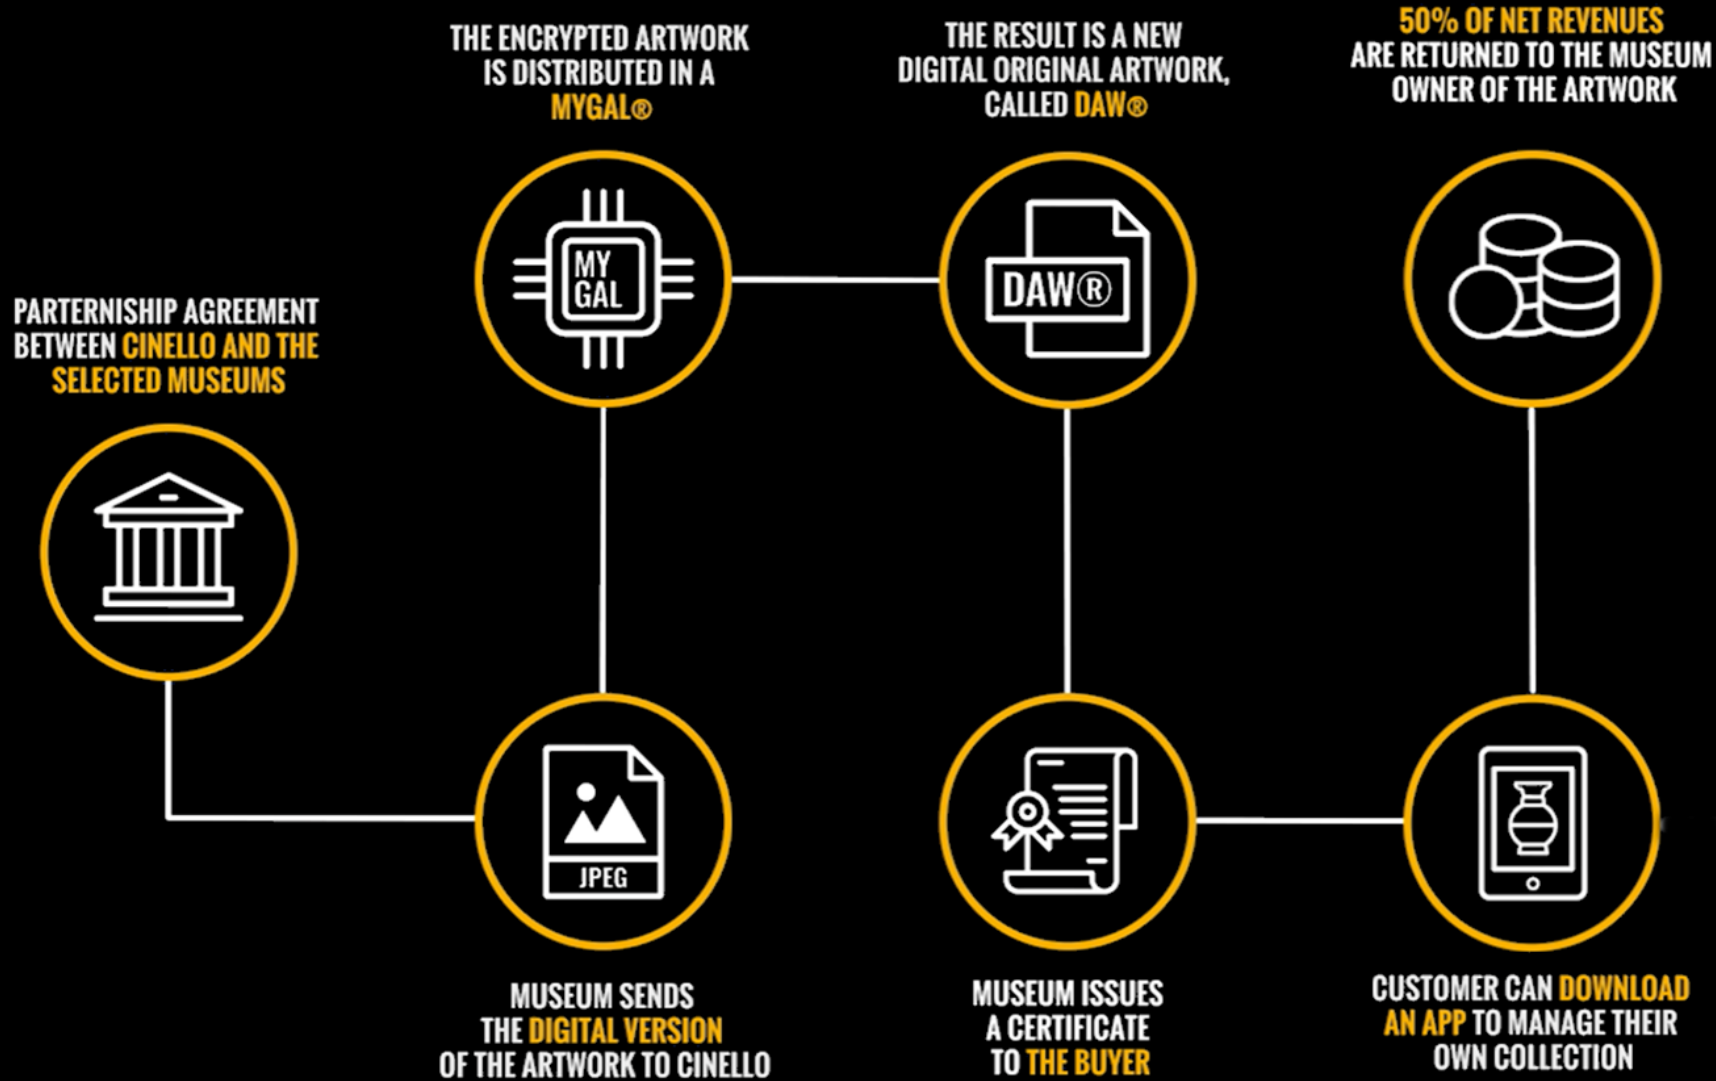 PARTERNISHIP AGREEMENT
BETWEEN CINELLO AND THE
SELECTED MUSEUMS
JPEG
MUSEUM SENDS
THE DIGITAL VERSION
OF THE ARTWORK TO CINELLO
THE ENCRYPTED ARTWORK
IS DISTRIBUTED IN A
MYGAL®
MY
GAL
THE RESULT IS A NEW
DIGITAL ORIGINAL ARTWORK,
CALLED DAW®
DAW®
MUSEUM ISSUES
A CERTIFICATE
TO THE BUYER
CUSTOMER CAN DOWNLOAD
AN APP TO MANAGE THEIR
OWN COLLECTION
50% OF NET REVENUES
ARE RETURNED TO THE MUSEUM
OWNER OF THE ARTWORK